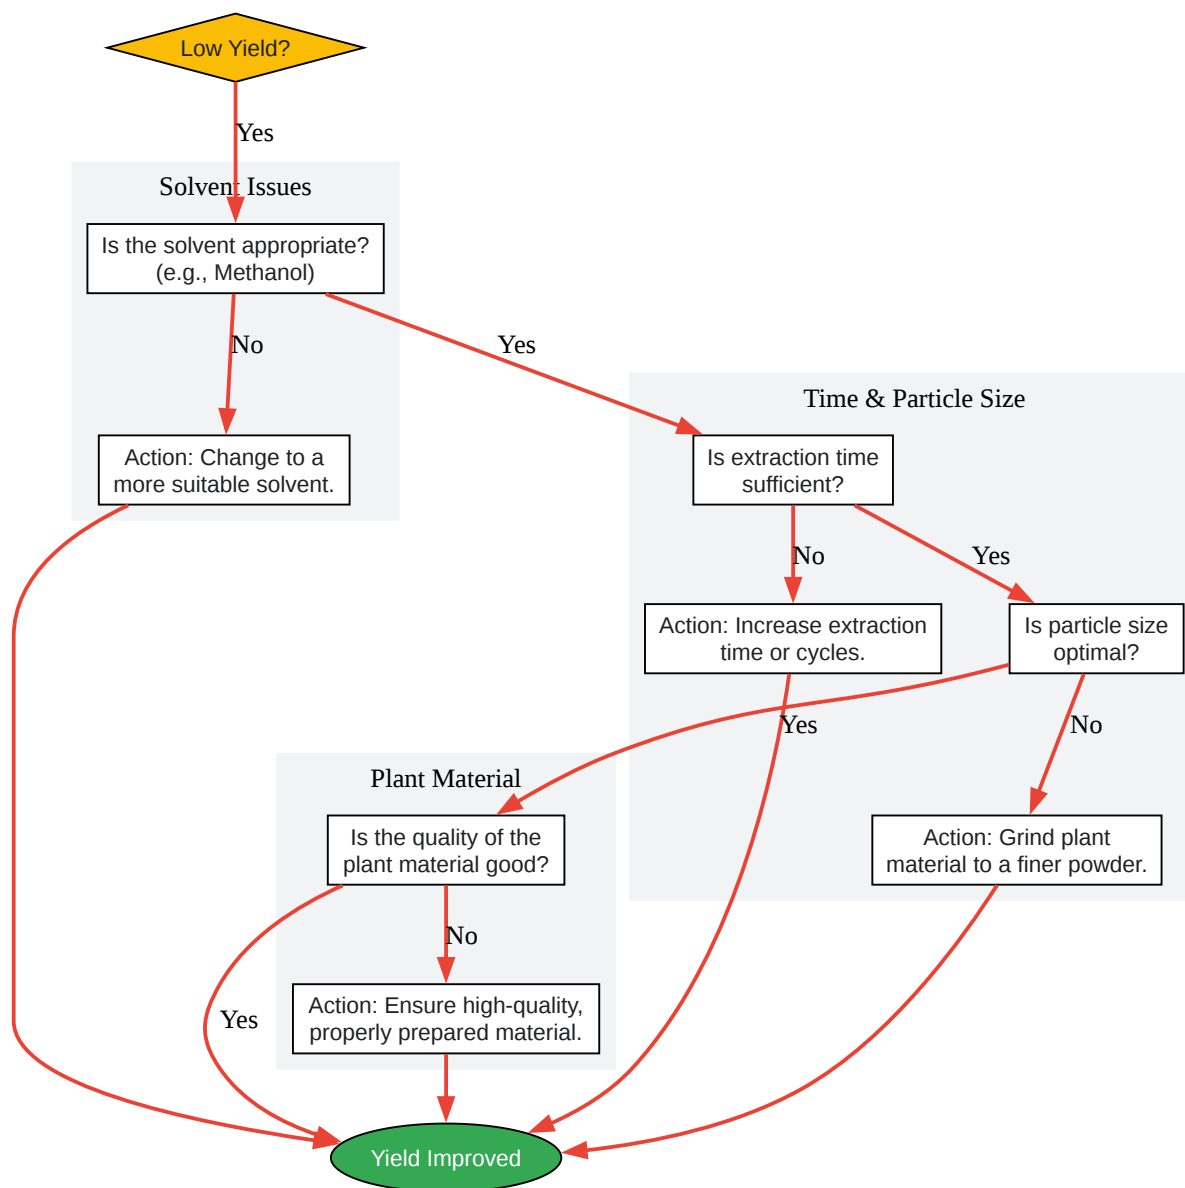 Low Yield?
Yes
Solvent Issues
Is the solvent appropriate?
(e.g., Methanol)
No
Yes
Action: Change to a
more suitable solvent.
Time & Particle Size
Is extraction time
sufficient?
No
Yes
Action: Increase extraction
time or cycles.
Is particle size
optimal?
Yes
No
Plant Material
Is the quality of the
plant material good?
Action: Grind plant
material to a finer powder.
No
Yes
Action: Ensure high-quality,
properly prepared material.
Yield Improved